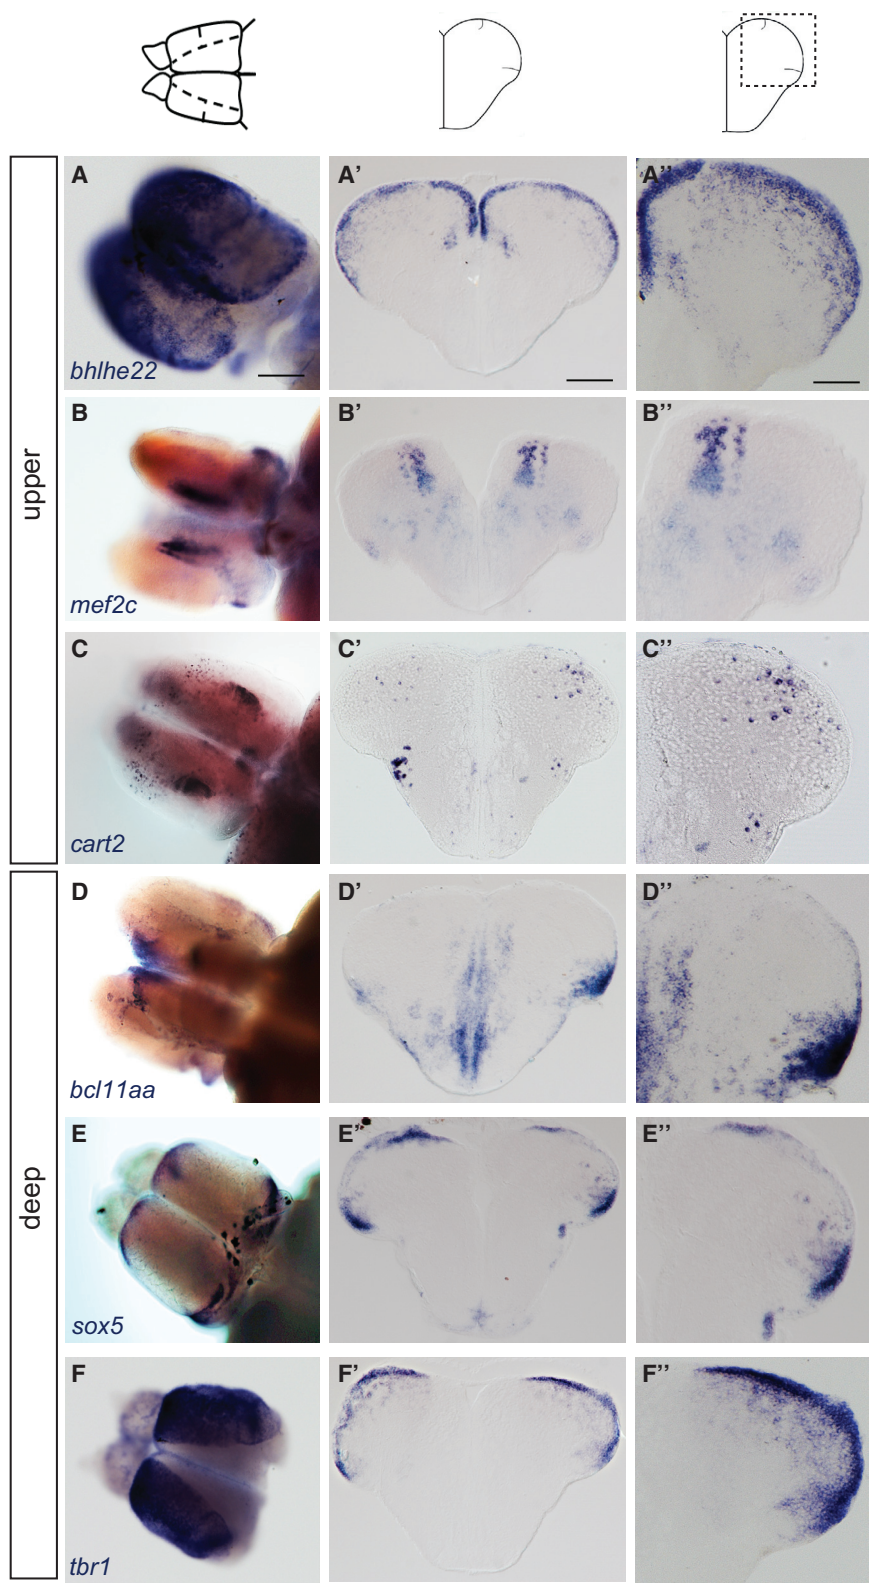 upper
A
A'
A''
bhlhe22
B
B'
B''
mef2c
C
C'
C''
cart2
deep
D
D'
D''
bcl11aa
E
E'
E''
sox5
F
F'
F''
tbr1